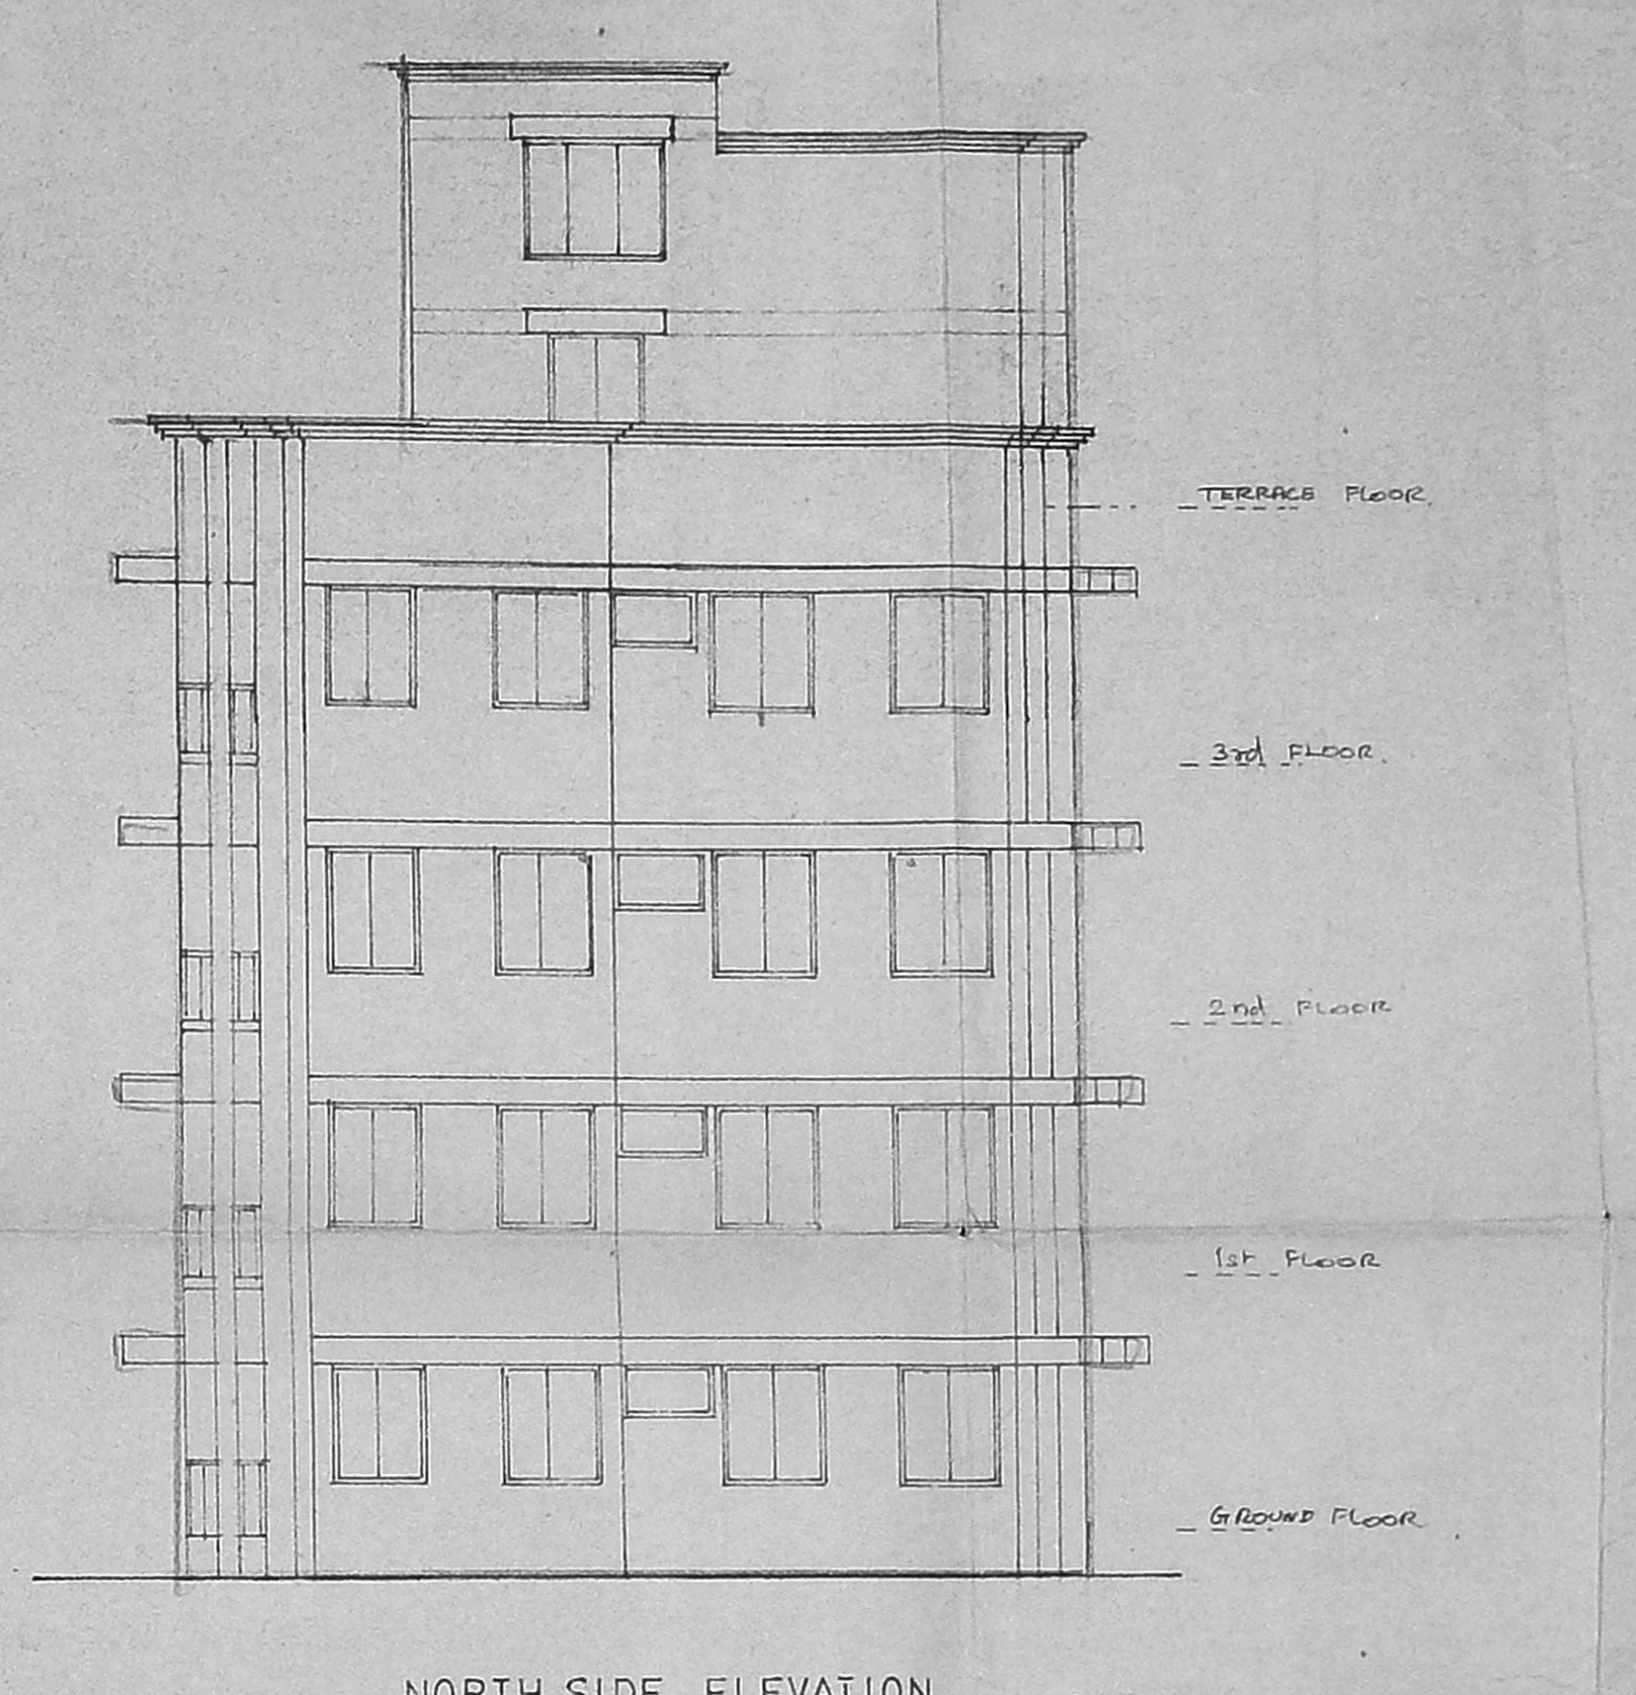 TERRACE FLOOR.
3rd FLOOR.
2nd FLOOR
1st FLOOR
GROUND FLOOR
NORTH SIDE ELEVATION